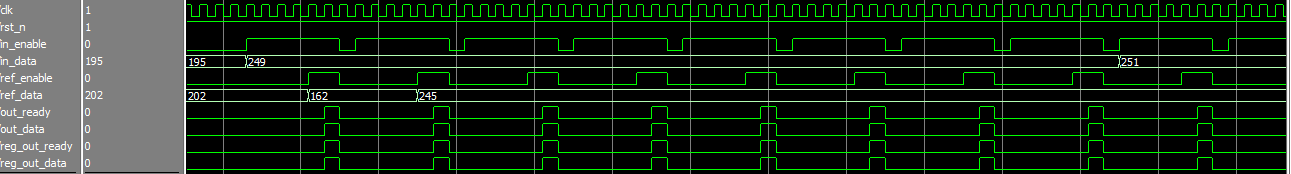 /clk 1
/rst_n 1
/in_enable 0
/in_data 195 195 249 251
/ref_enable 0
/ref_data 202 202 162 245
/out_ready 0
/out_data 0
/reg_out_ready 0
/reg_out_data 0